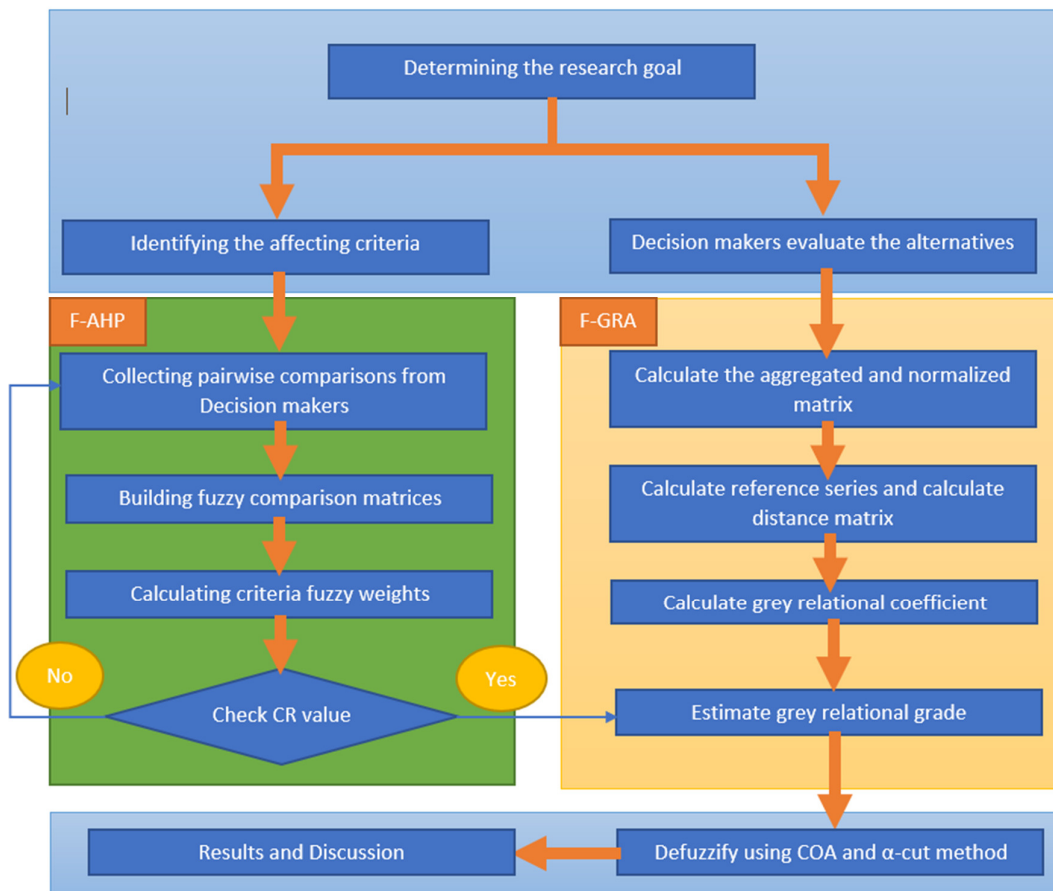 Determining the research goal
Identifying the affecting criteria
Decision makers evaluate the alternatives
F-AHP
Collecting pairwise comparisons from
Decision makers
Building fuzzy comparison matrices
Calculating criteria fuzzy weights
No
Yes
Check CR value
F-GRA
Calculate the aggregated and normalized
matrix
Calculate reference series and calculate
distance matrix
Calculate grey relational coefficient
Estimate grey relational grade
Defuzzify using COA and α-cut method
Results and Discussion